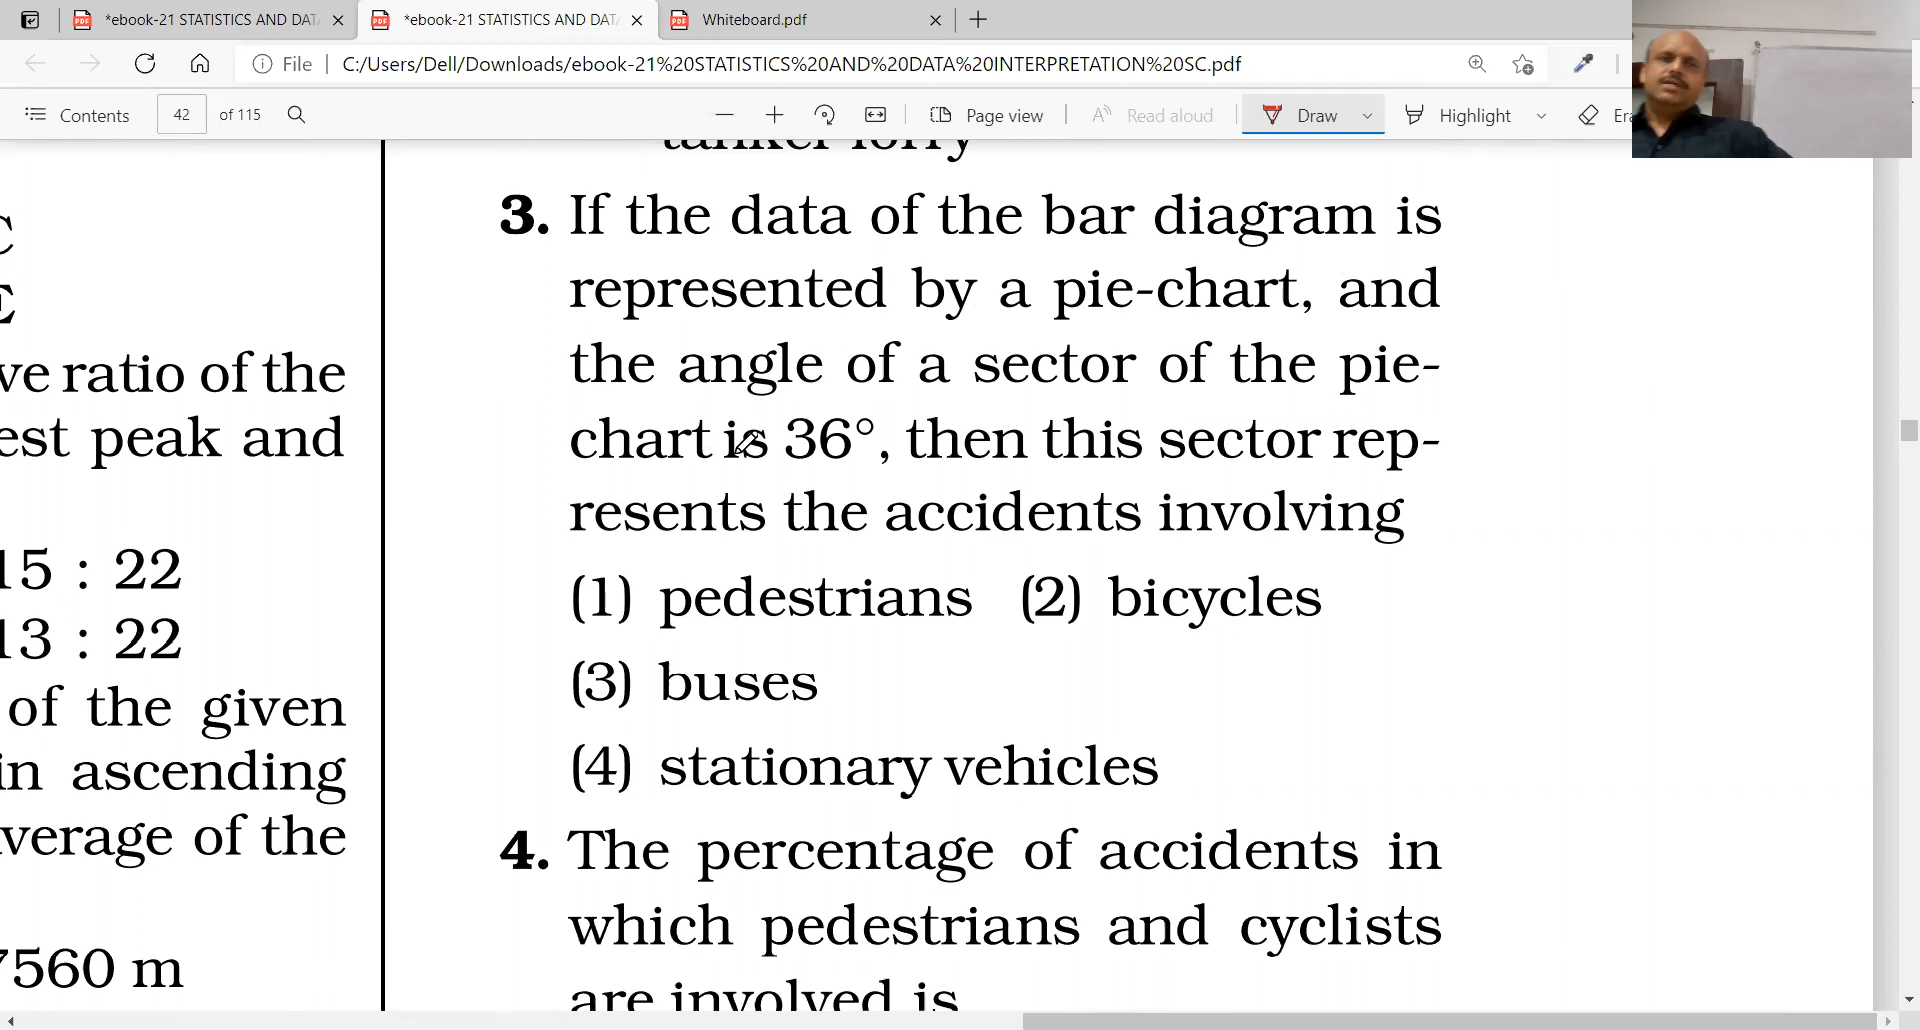 *ebook-21 STATISTICS AND DAT
*ebook-21 STATISTICS AND DAT
Whiteboard.pdf
File
C:/Users/Dell/Downloads/ebook-21%20STATISTICS%20AND%20DATA%20INTERPRETATION%20SC.pdf
Contents
42
of 115
Page view
Read aloud
Draw
Highlight
Era
ve ratio of the
est peak and
15 : 22
13 : 22
of the given
in ascending
verage of the
7560 m
tanker lorry
3. If the data of the bar diagram is
represented by a pie-chart, and
the angle of a sector of the pie-
chart is 36°, then this sector rep-
resents the accidents involving
(1) pedestrians (2) bicycles
(3) buses
(4) stationary vehicles
4. The percentage of accidents in
which pedestrians and cyclists
are involved is